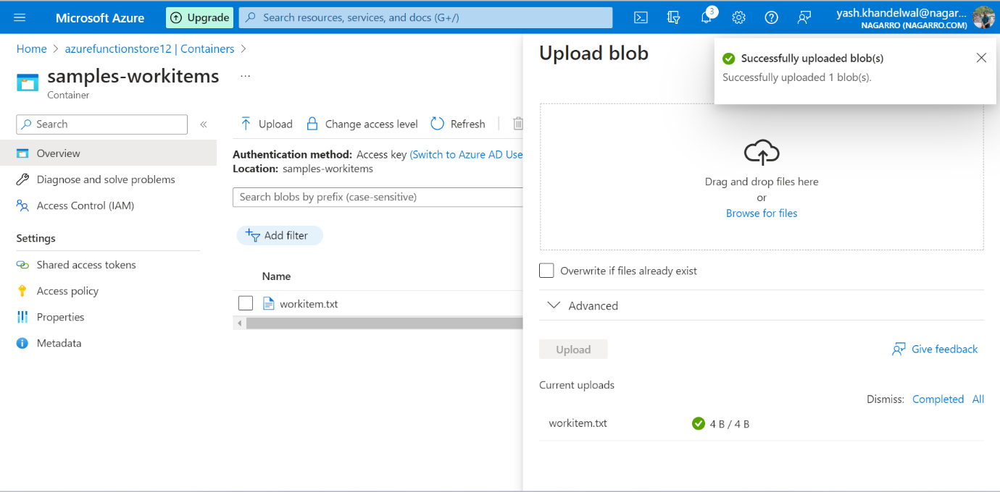 Microsoft Azure
Upgrade
Search resources, services, and docs (G+/)
3
yash.khandelwal@nagar...
NAGARRO (NAGARRO.COM)
Home > azurefunctionstore12 | Containers >
samples-workitems ...
Container
Search
«
Overview
Diagnose and solve problems
Access Control (IAM)
Settings
Shared access tokens
Access policy
Properties
Metadata
Upload
Change access level
Refresh
Authentication method: Access key (Switch to Azure AD Use
Location: samples-workitems
Search blobs by prefix (case-sensitive)
Add filter
Name
workitem.txt
Upload blob
Successfully uploaded blob(s)
Successfully uploaded 1 blob(s).
Drag and drop files here
or
Browse for files
Overwrite if files already exist
Advanced
Upload
Give feedback
Current uploads
Dismiss: Completed All
workitem.txt 4 B / 4 B